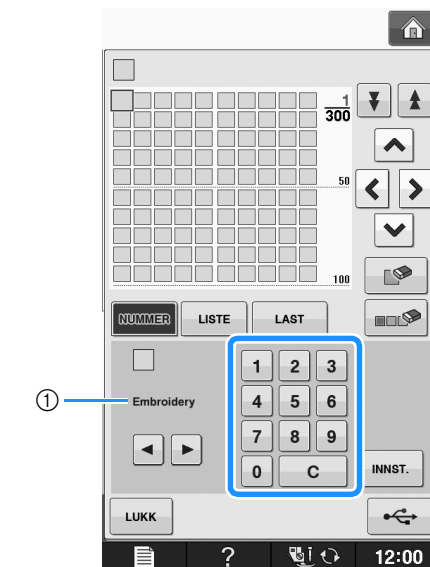 1
300
50
100
NUMMER LISTE LAST
1 2 3
① Embroidery 4 5 6
7 8 9
0 C INNST.
LUKK
? 12:00